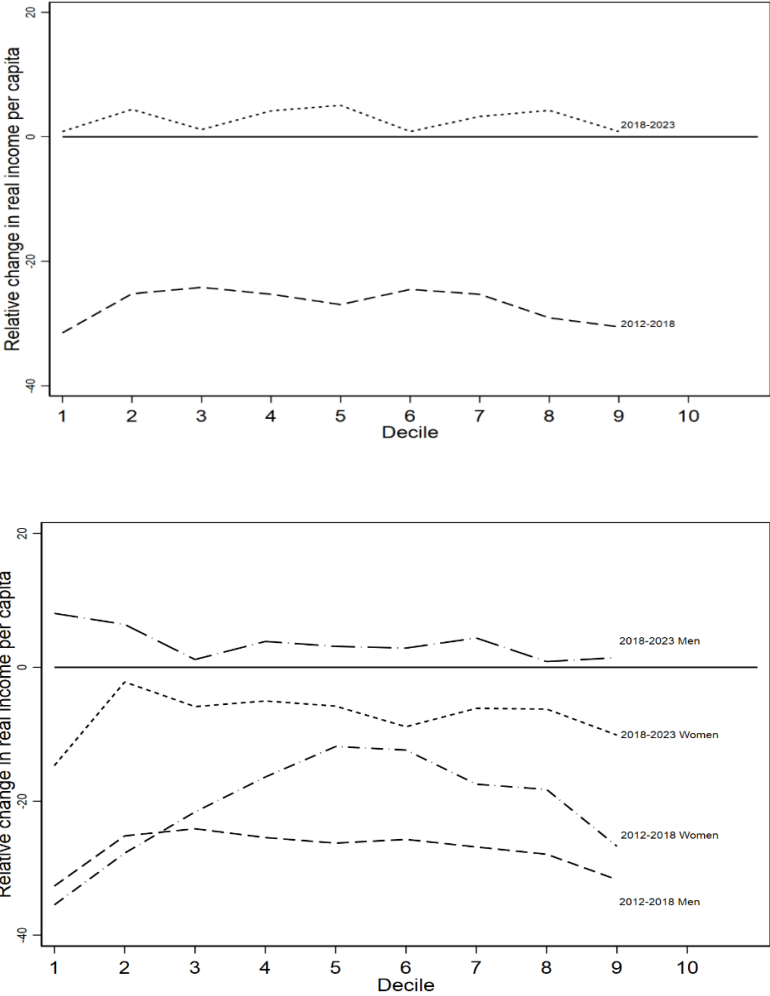 Relative change in real income per capita
20
0
-20
-40
2018-2023
2012-2018
1 2 3 4 5 6 7 8 9 10
Decile
Relative change in real income per capita
20
0
-20
-40
2018-2023 Men
2018-2023 Women
2012-2018 Women
2012-2018 Men
1 2 3 4 5 6 7 8 9 10
Decile